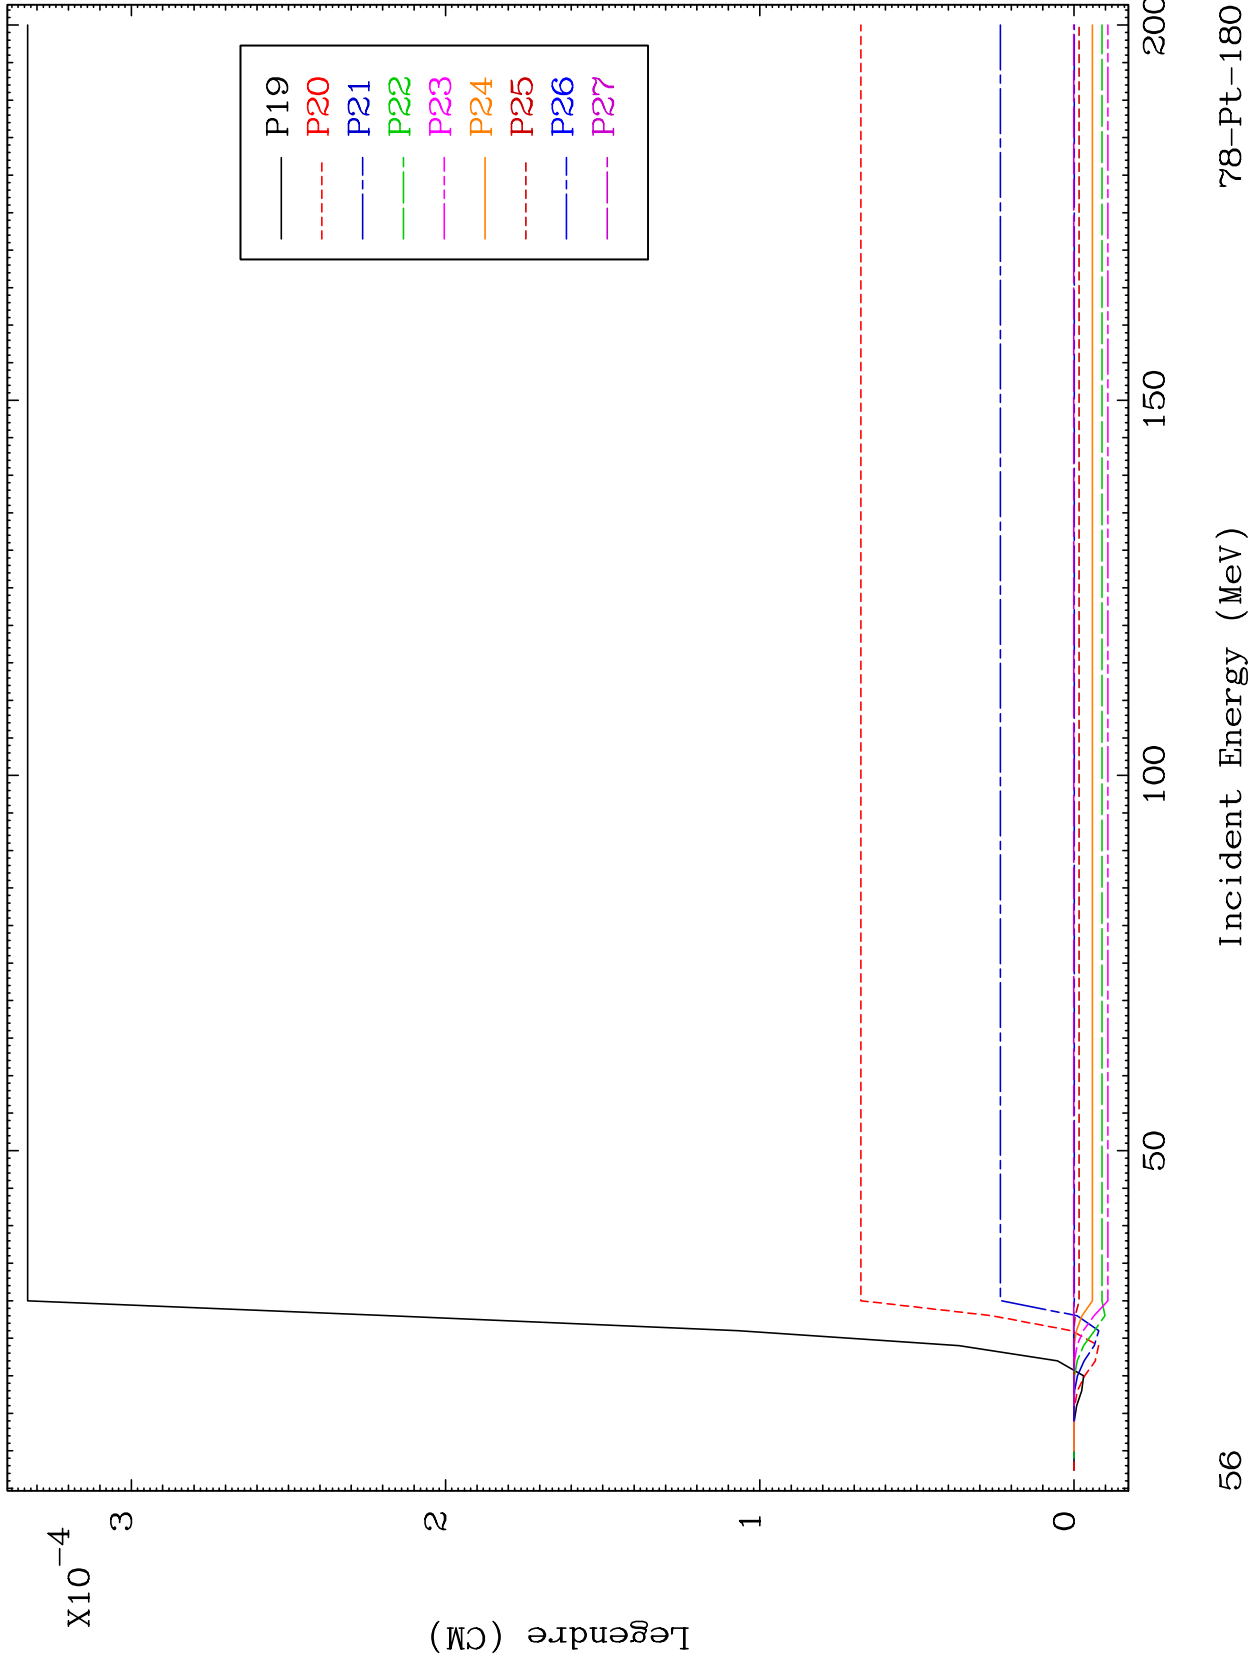 X10-4
3
2
1
0
Legendre (CM)
P19
P20
P21
P22
P23
P24
P25
P26
P27
50
100
150
200
Incident Energy (MeV)
56
78-Pt-180